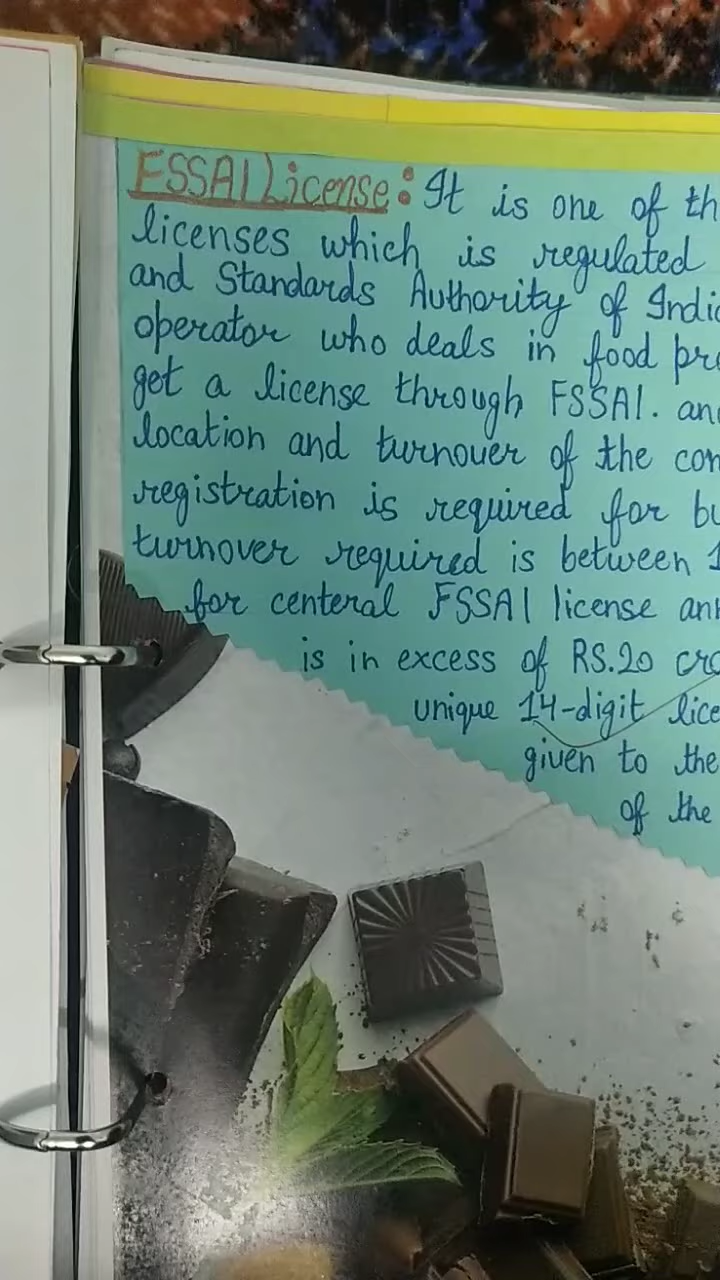 FSSAI License: It is one of th
licenses which is regulated
and Standards Authority of Indi
operator who deals in food pr
get a license through FSSAI. an
location and turnover of the con
registration is required for bu
turnover required is between 1
for centeral FSSAI license an
is in excess of RS.20 cro
unique 14-digit lice
given to the
of the